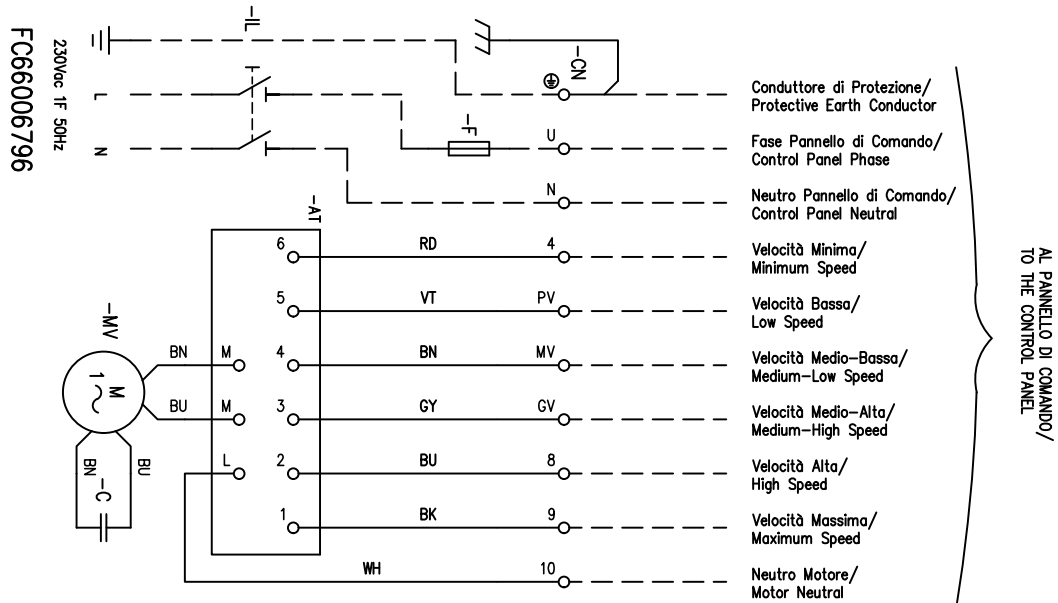 FC66006796
230Vac 1F 50Hz
L
N
-IL
-CN
Conduttore di Protezione/
Protective Earth Conductor
-F
U
Fase Pannello di Comando/
Control Panel Phase
N
Neutro Pannello di Comando/
Control Panel Neutral
-AT
6
RD
4
Velocità Minima/
Minimum Speed
5
VT
PV
Velocità Bassa/
Low Speed
-MV
M
1
BN
M
4
BN
MV
Velocità Medio-Bassa/
Medium-Low Speed
BU
M
3
GY
GV
Velocità Medio-Alta/
Medium-High Speed
BN
BU
-C
L
2
BU
8
Velocità Alta/
High Speed
1
BK
9
Velocità Massima/
Maximum Speed
WH
10
Neutro Motore/
Motor Neutral
AL PANNELLO DI COMANDO/
TO THE CONTROL PANEL